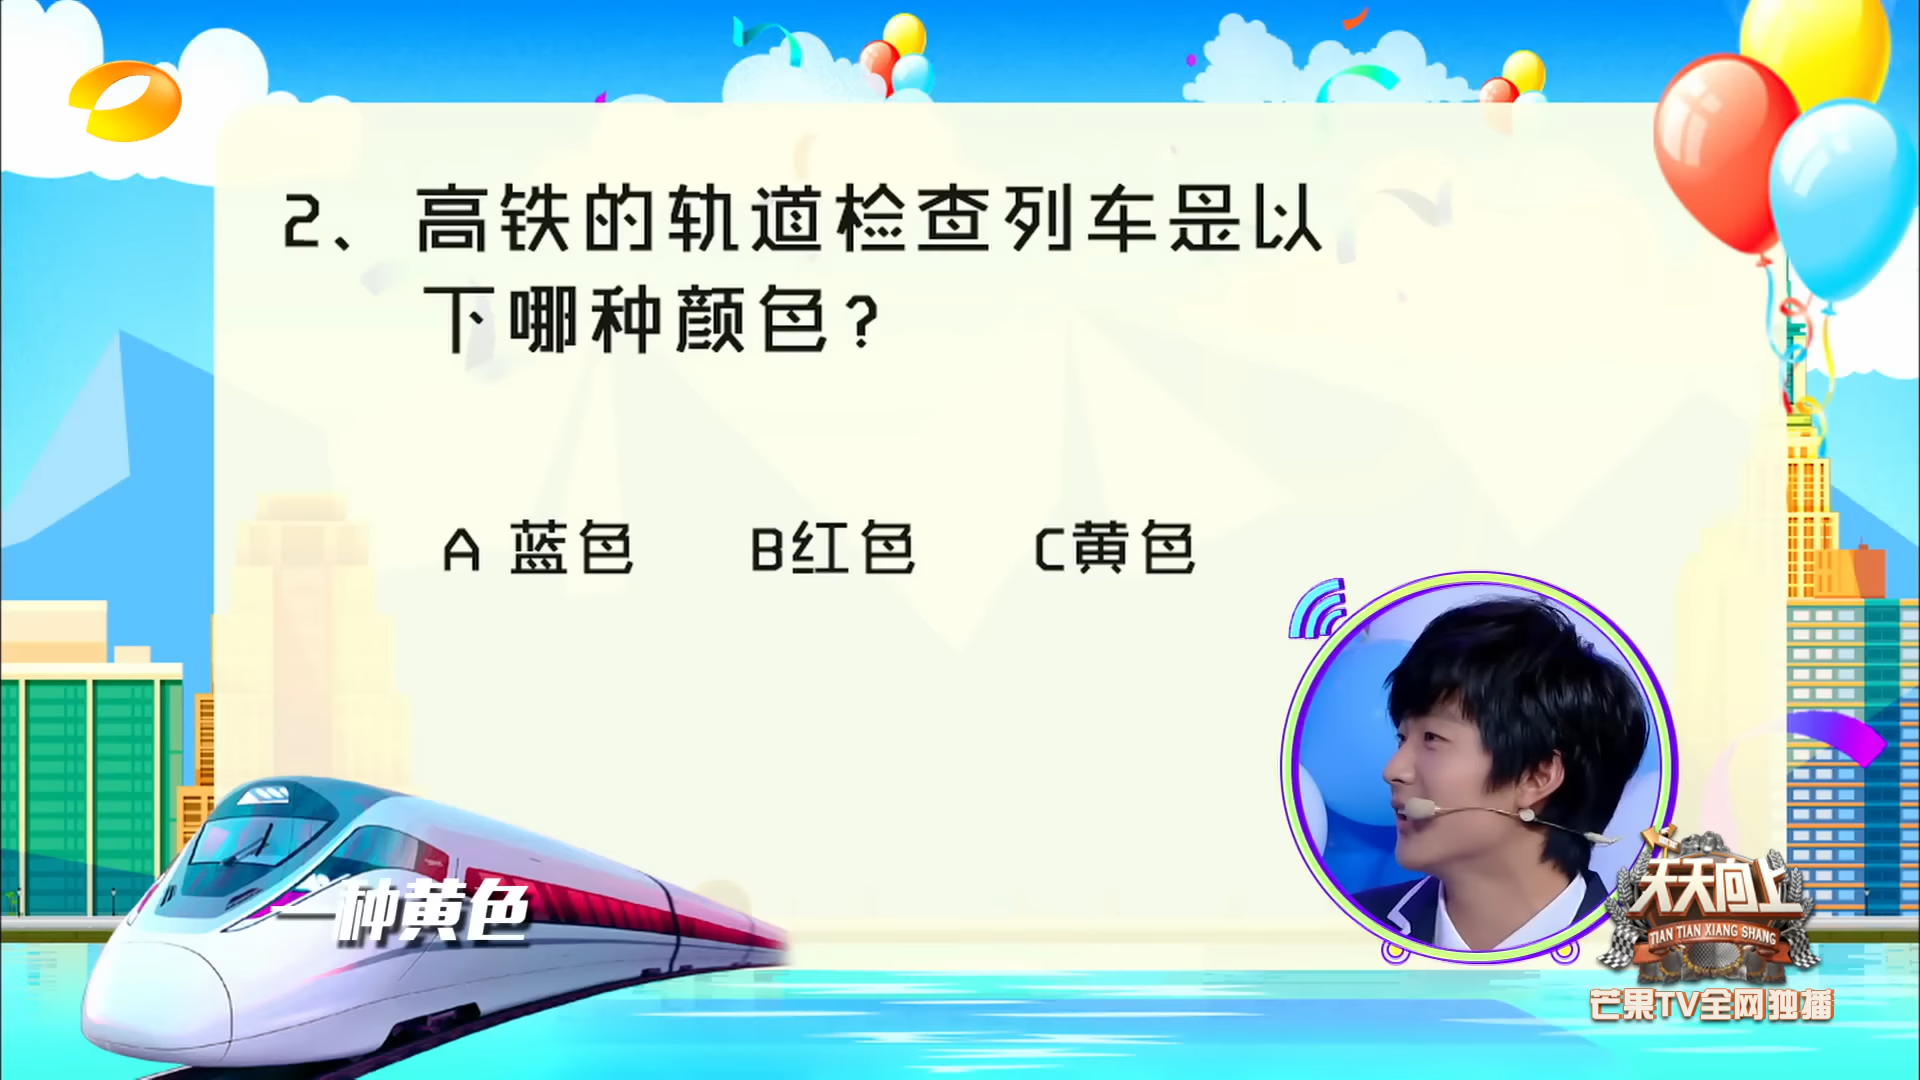 2、高铁的轨道检查列车是以
下哪种颜色?
A 蓝色 B红色 C黄色
一种黄色
天天向上
TIAN TIAN XIANG SHANG
芒果TV全网独播